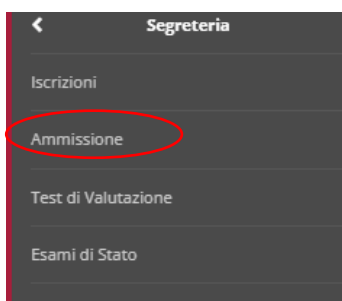 Segreteria
Iscrizioni
Ammissione
Test di Valutazione
Esami di Stato